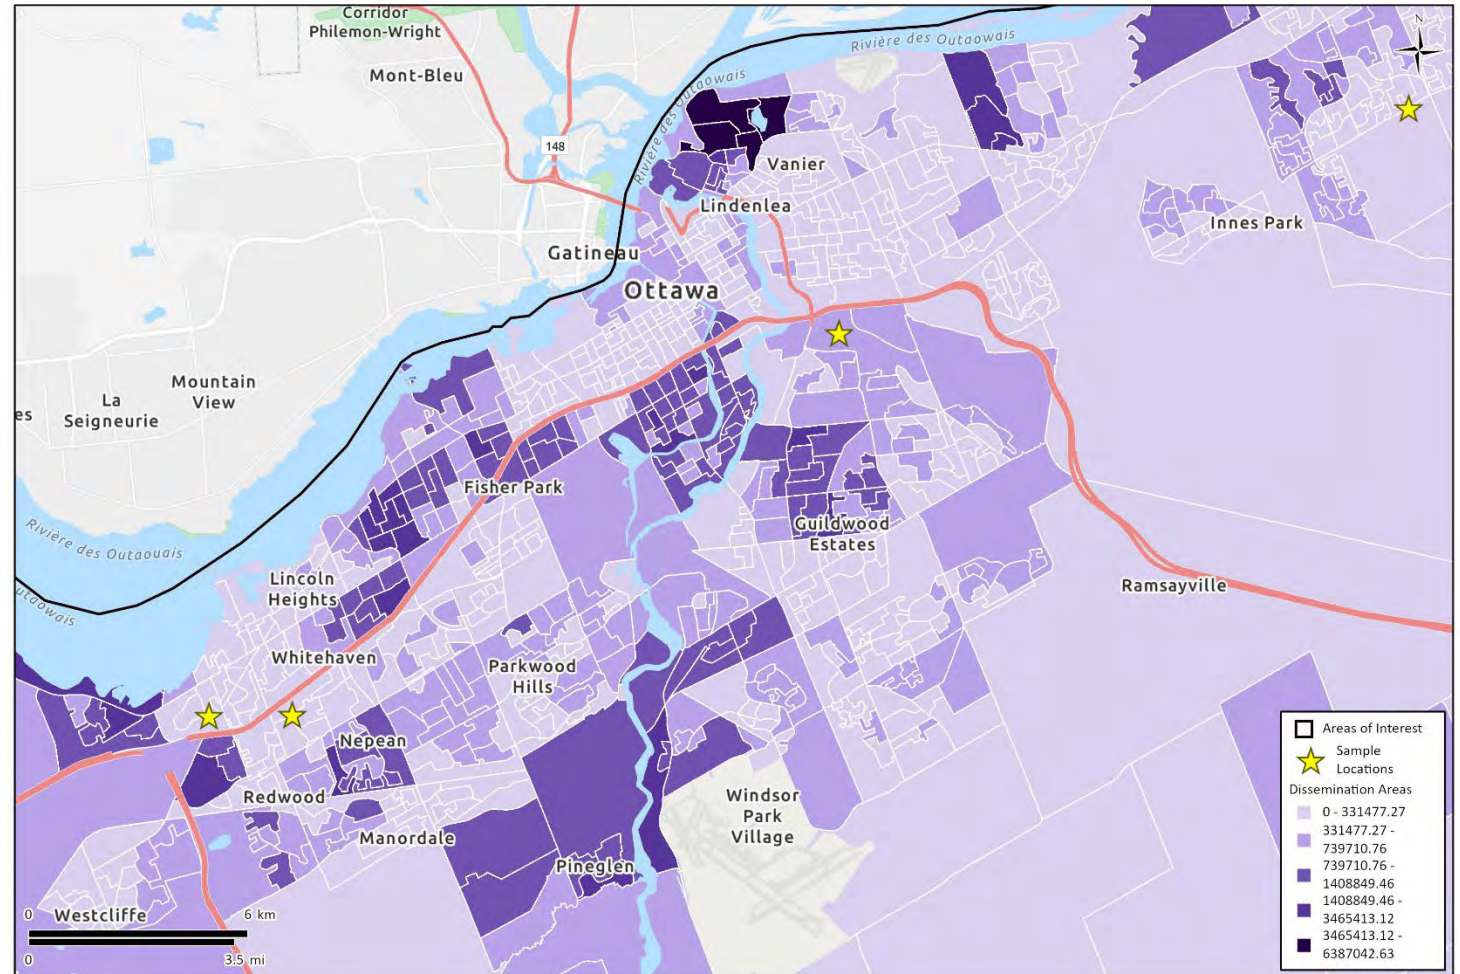 Corridor
Philemon-Wright
Mont-Bleu
148
Rivière des Outaouais
Rivière des Outaouais
N
Vanier
Lindenlea
Innes Park
Gatineau
Ottawa
Mountain
View
La
Seigneurie
es
Fisher Park
Guildwood
Estates
Rivière des Outaouais
Ramsayville
Lincoln
Heights
Outaouais
Whitehaven
Parkwood
Hills
Nepean
Redwood
Windsor
Park
Village
Manordale
Pineglen
Westcliffe
0
6 km
0
3.5 mi
Areas of Interest
Sample
Locations
Dissemination Areas
0 - 331477.27
331477.27 -
739710.76
739710.76 -
1408849.46
1408849.46 -
3465413.12
3465413.12 -
6387042.63